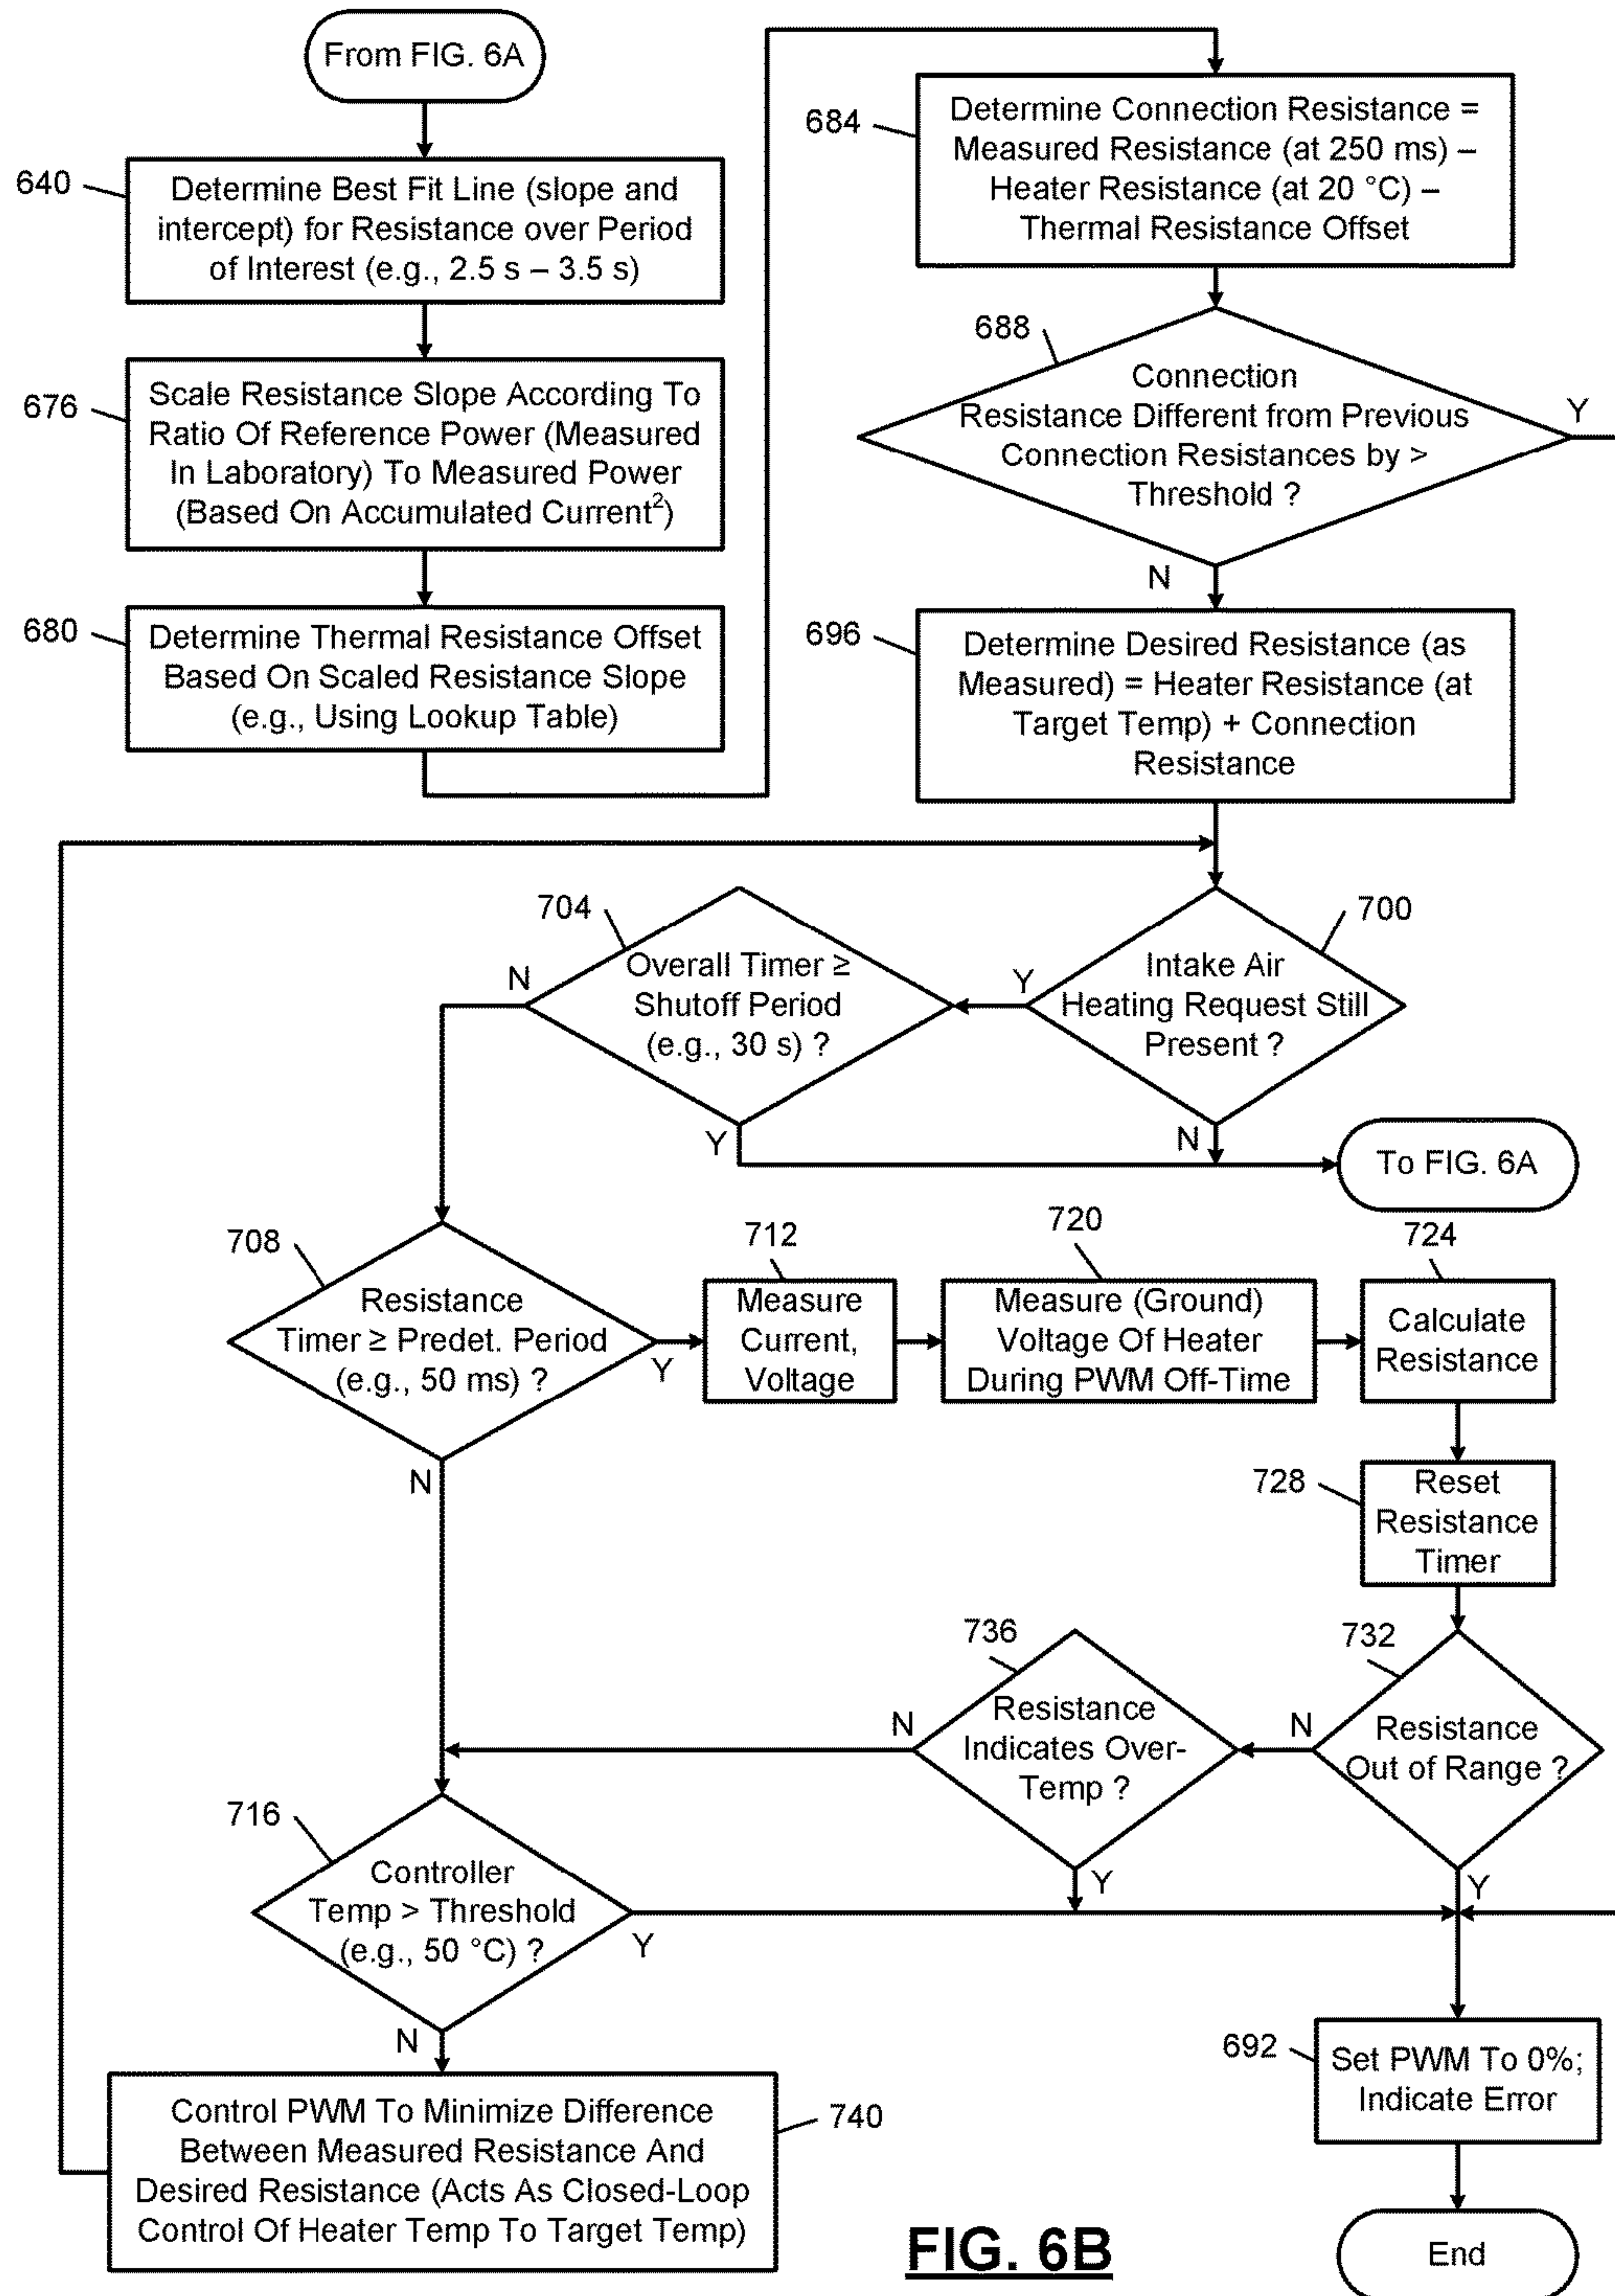 From FIG. 6A
640
Determine Best Fit Line (slope and
intercept) for Resistance over Period
of Interest (e.g., 2.5 s – 3.5 s)
676
Scale Resistance Slope According To
Ratio Of Reference Power (Measured
In Laboratory) To Measured Power
(Based On Accumulated Current²)
680
Determine Thermal Resistance Offset
Based On Scaled Resistance Slope
(e.g., Using Lookup Table)
684
Determine Connection Resistance =
Measured Resistance (at 250 ms) –
Heater Resistance (at 20 °C) –
Thermal Resistance Offset
688
Connection
Resistance Different from Previous
Connection Resistances by >
Threshold ?
Y
N
696
Determine Desired Resistance (as
Measured) = Heater Resistance (at
Target Temp) + Connection
Resistance
700
Intake Air
Heating Request Still
Present ?
Y
N
704
Overall Timer ≥
Shutoff Period
(e.g., 30 s) ?
N
Y
To FIG. 6A
708
Resistance
Timer ≥ Predet. Period
(e.g., 50 ms) ?
Y
N
712
Measure
Current,
Voltage
720
Measure (Ground)
Voltage Of Heater
During PWM Off-Time
724
Calculate
Resistance
728
Reset
Resistance
Timer
732
Resistance
Out of Range ?
N
Y
736
Resistance
Indicates Over-
Temp ?
N
Y
716
Controller
Temp > Threshold
(e.g., 50 °C) ?
Y
N
692
Set PWM To 0%;
Indicate Error
740
Control PWM To Minimize Difference
Between Measured Resistance And
Desired Resistance (Acts As Closed-Loop
Control Of Heater Temp To Target Temp)
End
FIG. 6B